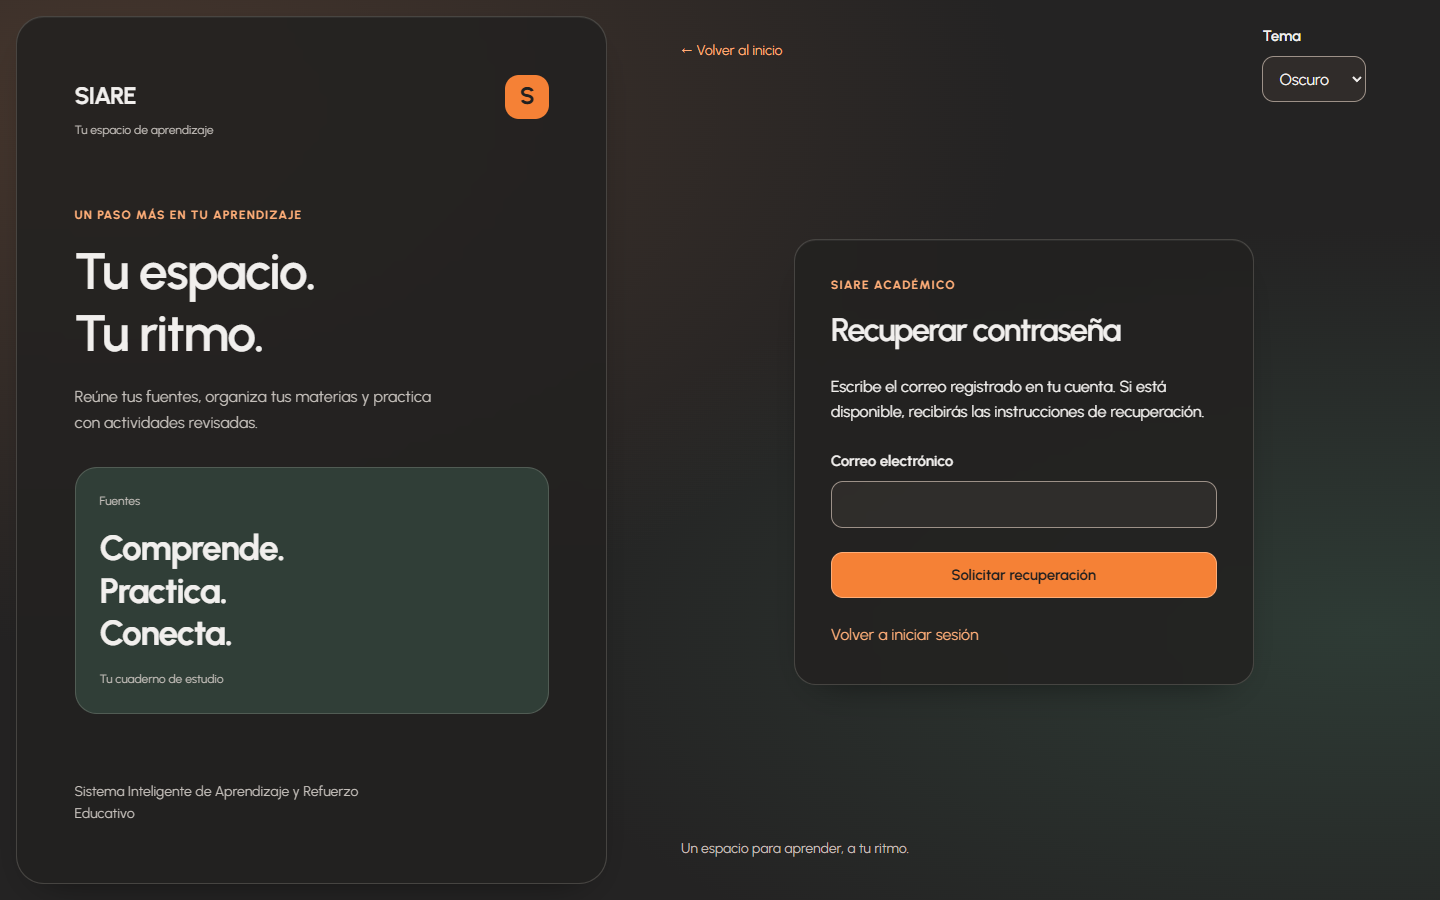 SIARE
S
Tu espacio de aprendizaje
UN PASO MÁS EN TU APRENDIZAJE
Tu espacio.
Tu ritmo.
Reúne tus fuentes, organiza tus materias y practica
con actividades revisadas.
Fuentes
Comprende.
Practica.
Conecta.
Tu cuaderno de estudio
Sistema Inteligente de Aprendizaje y Refuerzo
Educativo
← Volver al inicio
Tema
Oscuro
SIARE ACADÉMICO
Recuperar contraseña
Escribe el correo registrado en tu cuenta. Si está
disponible, recibirás las instrucciones de recuperación.
Correo electrónico
Solicitar recuperación
Volver a iniciar sesión
Un espacio para aprender, a tu ritmo.